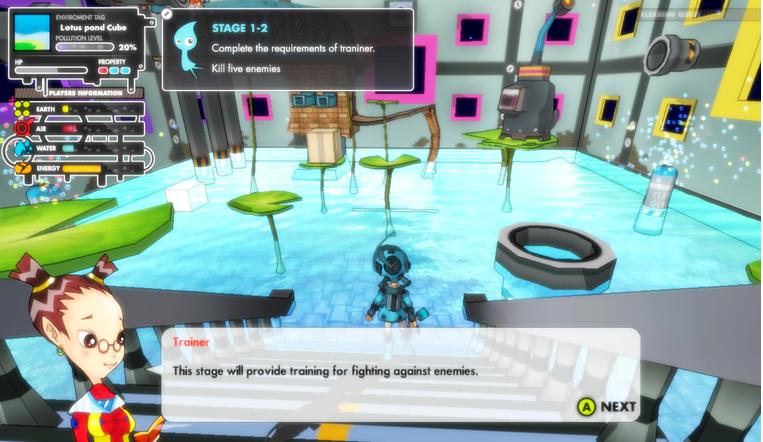 ENVIROMENT TAG
Lotus pond Cube
POLLUTION LEVEL
20%
HP
PROPERTY
PLAYERS INFORMATION
EARTH
AIR
WATER
ENERGY
STAGE 1-2
Complete the requirements of traniner.
Kill five enemies
CLEANING QUEST
Trainer
This stage will provide training for fighting against enemies.
A NEXT